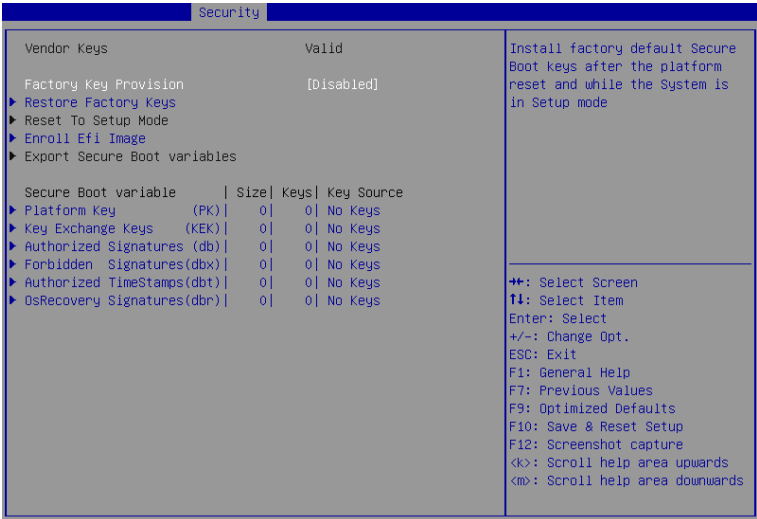 Security
Vendor Keys Valid
Factory Key Provision [Disabled]
Restore Factory Keys
Reset To Setup Mode
Enroll Efi Image
Export Secure Boot variables
Secure Boot variable | Size| Keys| Key Source
Platform Key (PK)| 0| 0| No Keys
Key Exchange Keys (KEK)| 0| 0| No Keys
Authorized Signatures (db)| 0| 0| No Keys
Forbidden Signatures(dbx)| 0| 0| No Keys
Authorized TimeStamps(dbt)| 0| 0| No Keys
OsRecovery Signatures(dbr)| 0| 0| No Keys
Install factory default Secure
Boot keys after the platform
reset and while the System is
in Setup mode
→←: Select Screen
↑↓: Select Item
Enter: Select
+/-: Change Opt.
ESC: Exit
F1: General Help
F7: Previous Values
F9: Optimized Defaults
F10: Save & Reset Setup
F12: Screenshot capture
<k>: Scroll help area upwards
<m>: Scroll help area downwards